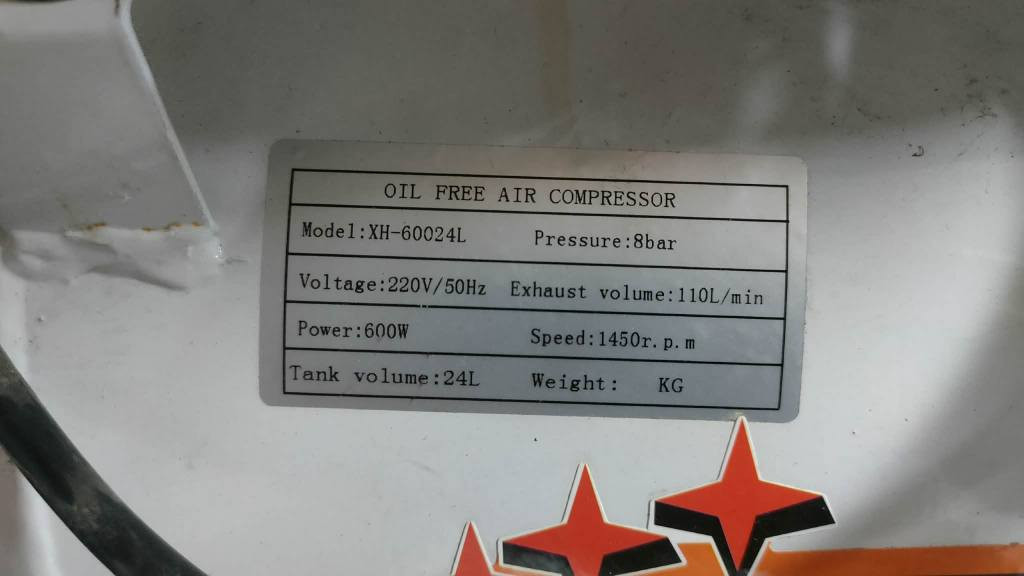 OIL FREE AIR COMPRESSOR
Model:XH-60024L Pressure:8bar
Voltage:220V/50Hz Exhaust volume:110L/min
Power:600W Speed:1450r.p.m
Tank volume:24L Weight: KG